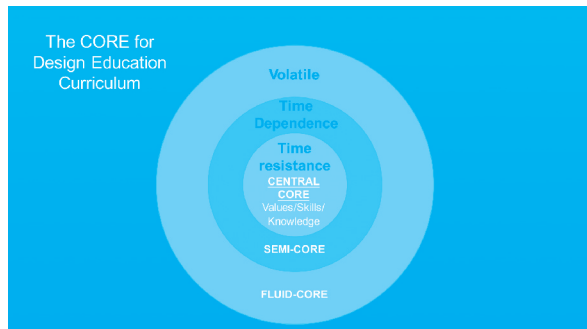 The CORE for
Design Education
Curriculum
Volatile
Time
Dependence
Time
resistance
CENTRAL
CORE
Values/Skills/
Knowledge
SEMI-CORE
FLUID-CORE